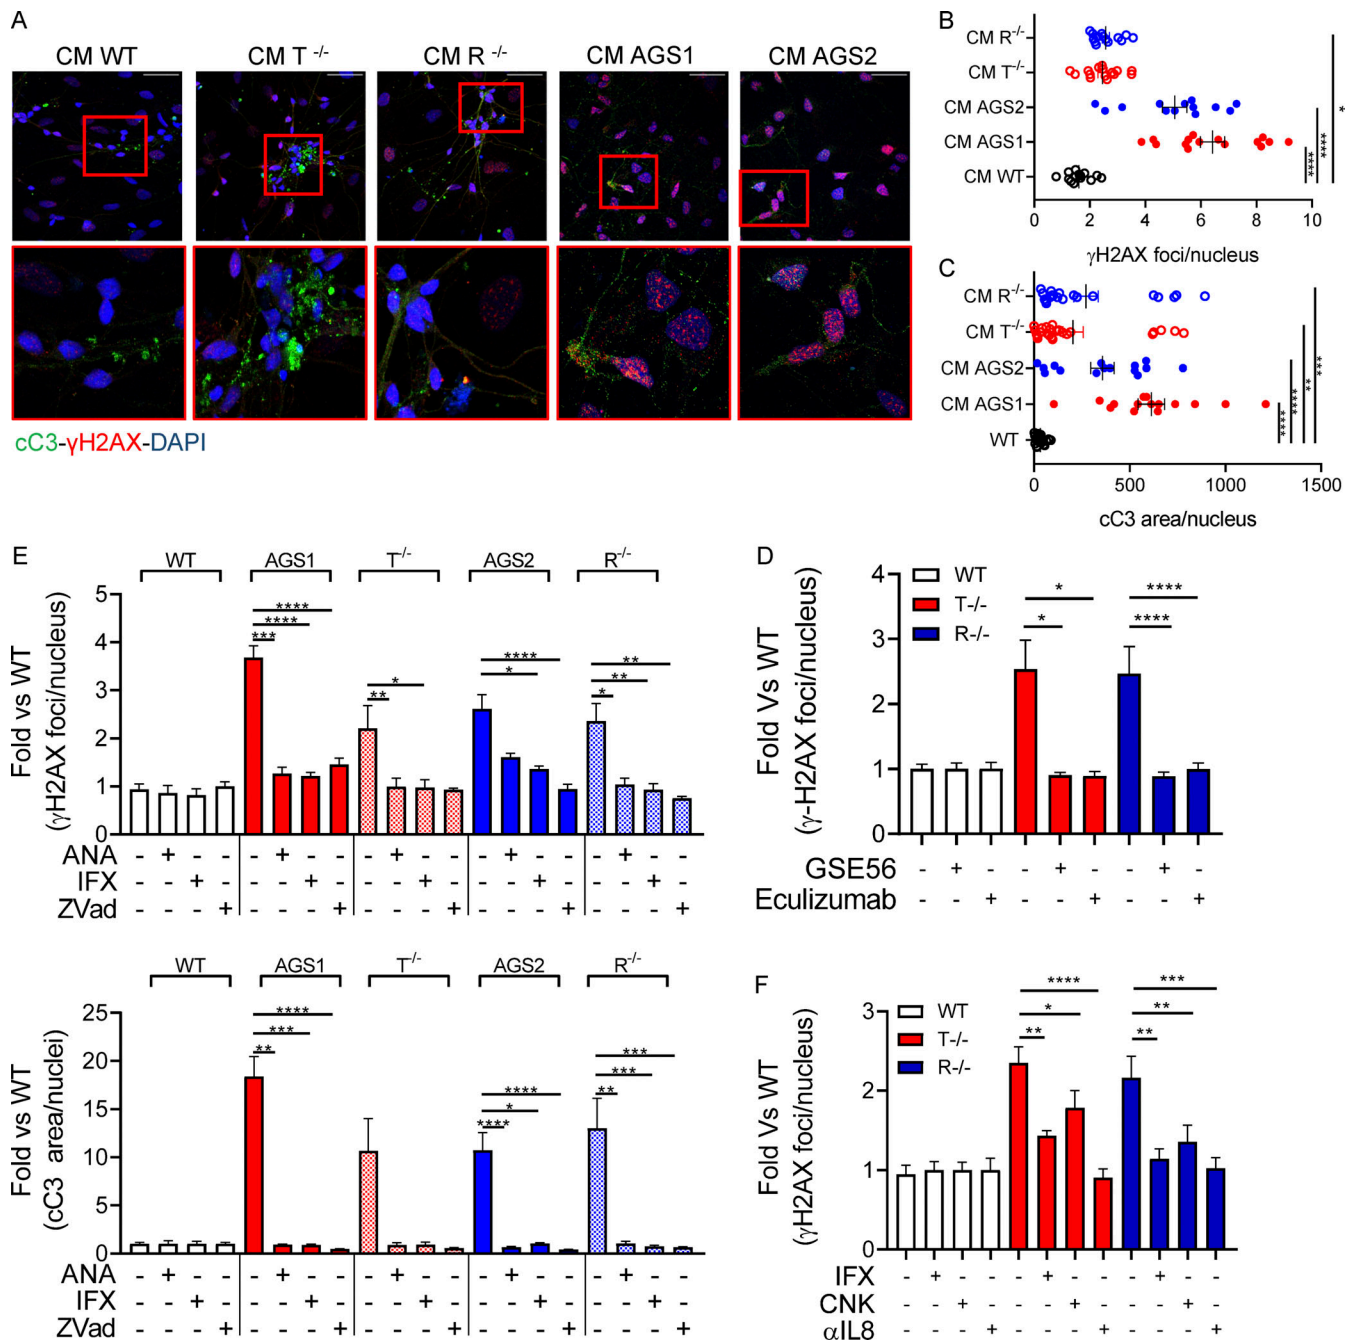 A
CM WT CM T -/- CM R -/- CM AGS1 CM AGS2
cC3-γH2AX-DAPI
B
CM R-/-
CM T-/-
CM AGS2
CM AGS1
CM WT
* **** ****
0 2 4 6 8 10
γH2AX foci/nucleus
C
CM R-/-
CM T-/-
CM AGS2
CM AGS1
WT
*** ** **** ****
0 500 1000 1500
cC3 area/nucleus
E
WT AGS1 T-/- AGS2 R-/-
Fold vs WT
(γH2AX foci/nucleus)
5
4
3
2
1
0
****
****
***
*
**
****
*
**
**
*
ANA - + - - - + - - - + - - - + - - - + - -
IFX - - + - - - + - - - + - - - + - - - + -
ZVad - - - + - - - + - - - + - - - + - - - +
WT AGS1 T-/- AGS2 R-/-
Fold vs WT
(cC3 area/nuclei)
25
20
15
10
5
0
****
***
**
****
*
****
***
***
**
ANA - + - - - + - - - + - - - + - - - + - -
IFX - - + - - - + - - - + - - - + - - - + -
ZVad - - - + - - - + - - - + - - - + - - - +
D
WT
T-/-
R-/-
Fold Vs WT
(γ-H2AX foci/nucleus)
4
3
2
1
0
*
*
****
****
GSE56 - + - - + - - + -
Eculizumab - - + - - + - - +
F
WT
T-/-
R-/-
Fold Vs WT
(γH2AX foci/nucleus)
3
2
1
0
****
*
**
***
**
**
IFX - + - - - + - - - + - -
CNK - - + - - - + - - - + -
αIL8 - - - + - - - + - - - +